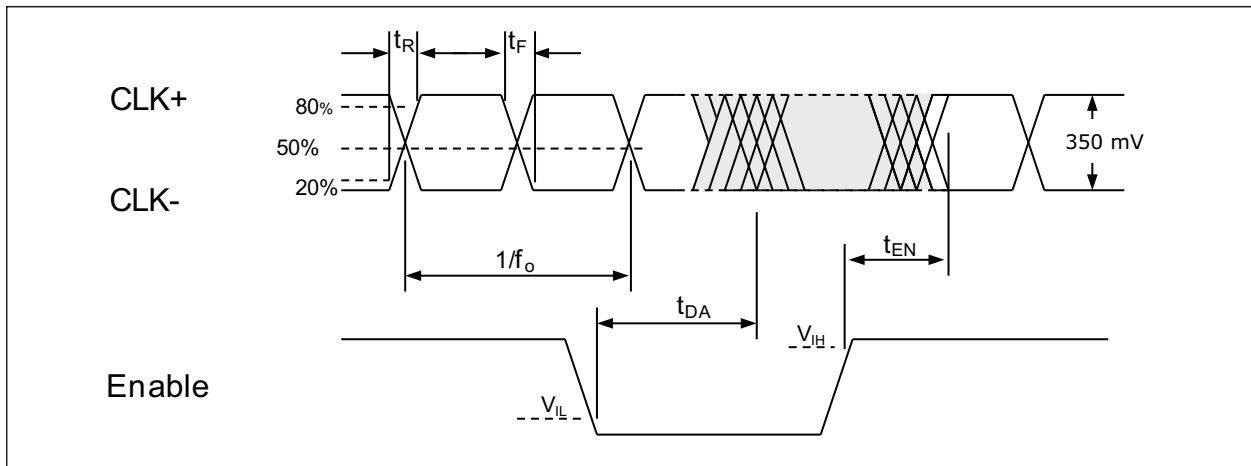 tR tF
CLK+
80%
50%
350 mV
20%
CLK-
tEN
1/fo
tDA
VIH
Enable
VIL